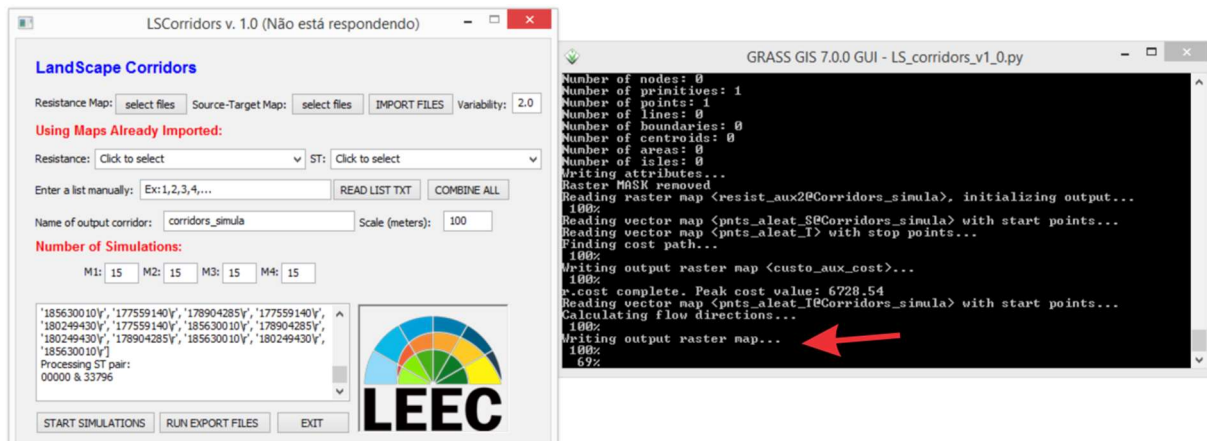 LSCorridors v. 1.0 (Não está respondendo)
LandScape Corridors
Resistance Map: select files Source-Target Map: select files IMPORT FILES Variability: 2.0
Using Maps Already Imported:
Resistance: Click to select ST: Click to select
Enter a list manually: Ex:1,2,3,4,... READ LIST TXT COMBINE ALL
Name of output corridor: corridors_simula Scale (meters): 100
Number of Simulations:
M1: 15 M2: 15 M3: 15 M4: 15
'185630010\r', '177559140\r', '178904285\r', '177559140\r',
'180249430\r', '177559140\r', '185630010\r', '178904285\r',
'180249430\r', '178904285\r', '185630010\r', '180249430\r',
'185630010\r']
Processing ST pair:
00000 & 33796
LEEC
START SIMULATIONS RUN EXPORT FILES EXIT
GRASS GIS 7.0.0 GUI - LS_corridors_v1_0.py
Number of nodes: 0
Number of primitives: 1
Number of points: 1
Number of lines: 0
Number of boundaries: 0
Number of centroids: 0
Number of areas: 0
Number of isles: 0
Writing attributes...
Raster MASK removed
Reading raster map <resist_aux2@Corridors_simula>, initializing output...
100%
Reading vector map <pnts_aleat_S@Corridors_simula> with start points...
Reading vector map <pnts_aleat_T> with stop points...
Finding cost path...
100%
Writing output raster map <custo_aux_cost>...
100%
r.cost complete. Peak cost value: 6728.54
Reading vector map <pnts_aleat_T@Corridors_simula> with start points...
Calculating flow directions...
100%
Writing output raster map...
100%
69%